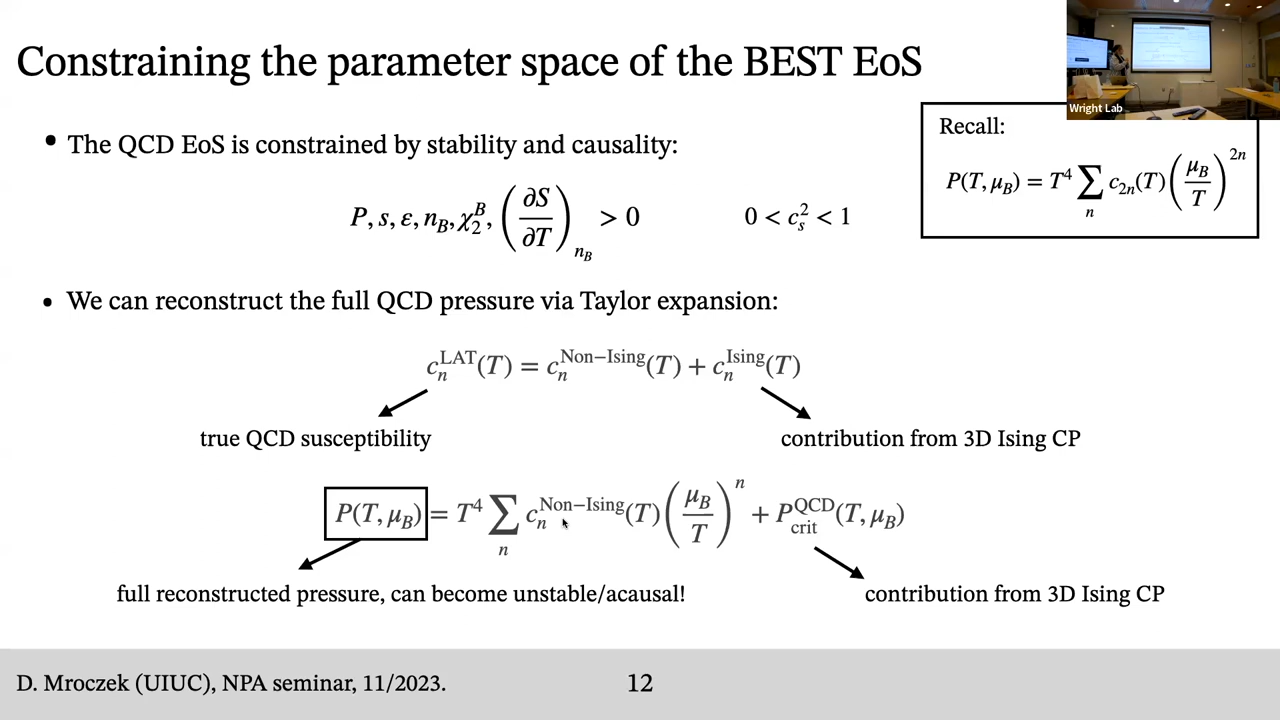 Constraining the parameter space of the BEST EoS
Wright Lab
• The QCD EoS is constrained by stability and causality:
Recall:
P(T, μ_B) = T⁴ ∑_n c_{2n}(T) (μ_B/T)^{2n}
P, s, ε, n_B, χ₂^B, (∂S/∂T)_{n_B} > 0 0 < c_s² < 1
• We can reconstruct the full QCD pressure via Taylor expansion:
c_n^{LAT}(T) = c_n^{Non−Ising}(T) + c_n^{Ising}(T)
true QCD susceptibility contribution from 3D Ising CP
P(T, μ_B) = T⁴ ∑_n c_n^{Non−Ising}(T) (μ_B/T)^n + P_{crit}^{QCD}(T, μ_B)
full reconstructed pressure, can become unstable/acausal! contribution from 3D Ising CP
D. Mroczek (UIUC), NPA seminar, 11/2023. 12